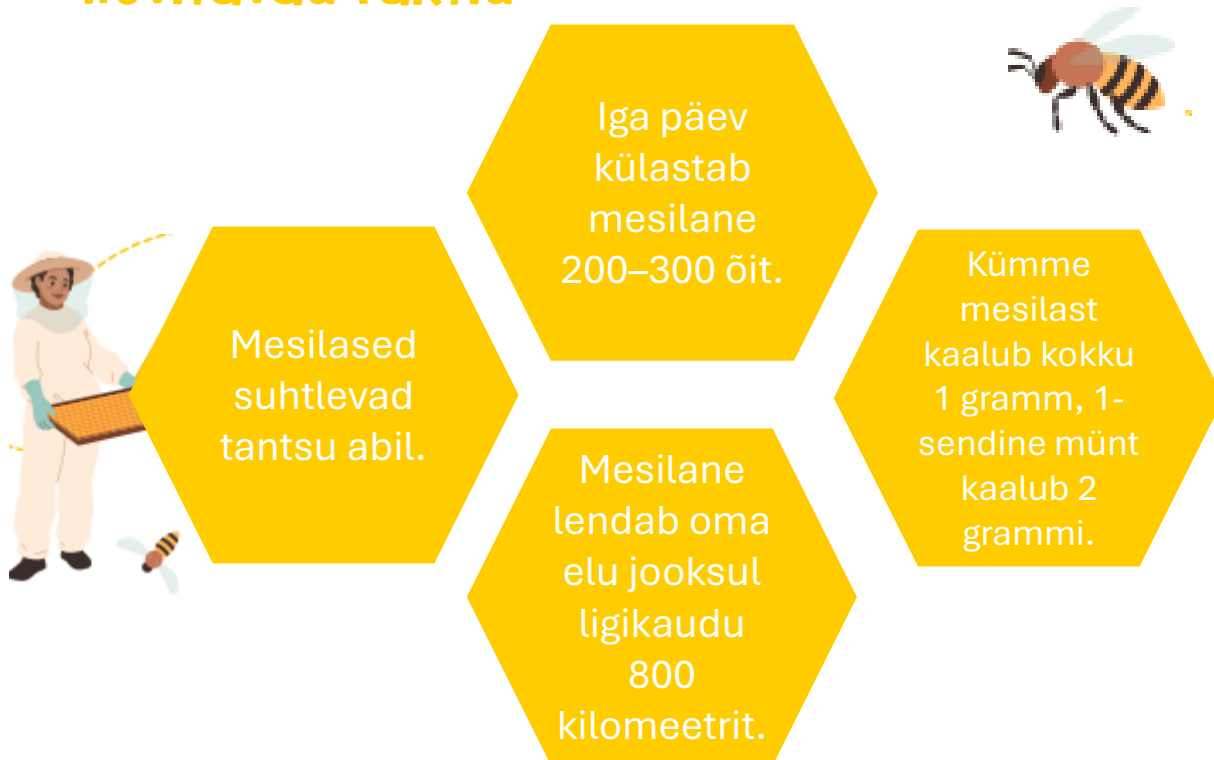 Iga päev
külastab
mesilane
200–300 õit.
Mesilased
suhtlevad
tantsu abil.
Kümme
mesilast
kaalub kokku
1 gramm, 1-
sendine münt
kaalub 2
grammi.
Mesilane
lendab oma
elu jooksul
ligikaudu
800
kilomeetrit.